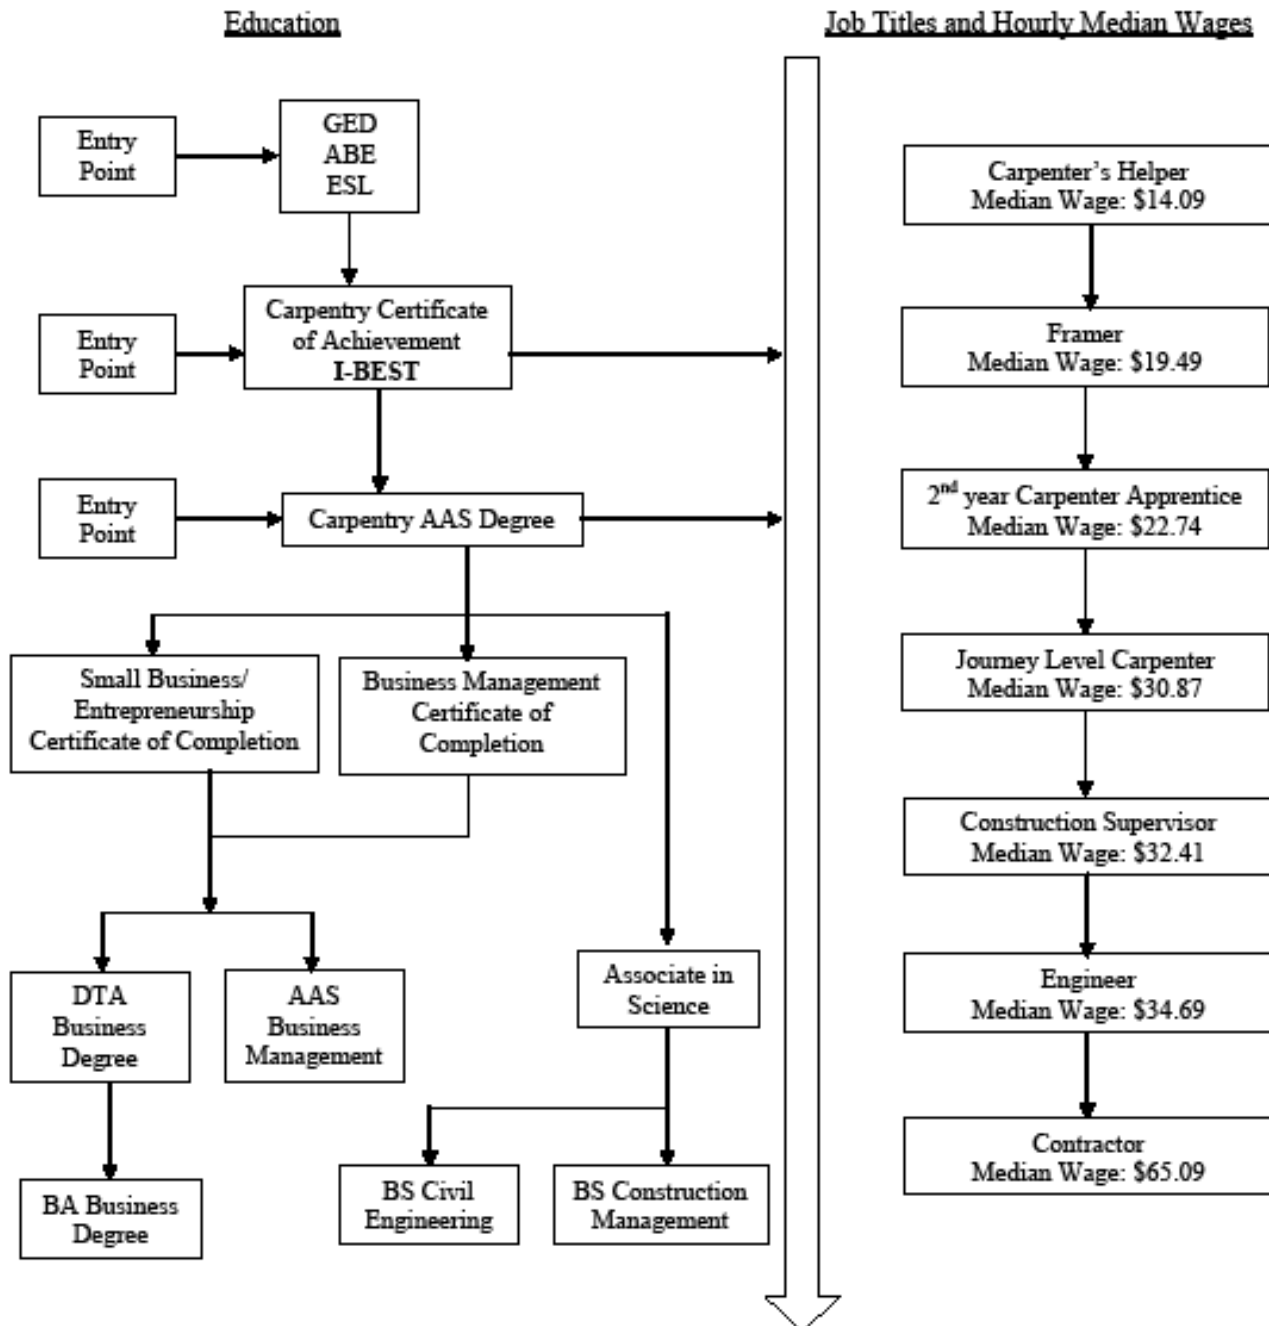 Education
Job Titles and Hourly Median Wages
Entry
Point
GED
ABE
ESL
Carpenter's Helper
Median Wage: $14.09
Entry
Point
Carpentry Certificate
of Achievement
I-BEST
Framer
Median Wage: $19.49
Entry
Point
Carpentry AAS Degree
2nd year Carpenter Apprentice
Median Wage: $22.74
Small Business/
Entrepreneurship
Certificate of Completion
Business Management
Certificate of
Completion
Journey Level Carpenter
Median Wage: $30.87
Construction Supervisor
Median Wage: $32.41
DTA
Business
Degree
AAS
Business
Management
Associate in
Science
Engineer
Median Wage: $34.69
BA Business
Degree
BS Civil
Engineering
BS Construction
Management
Contractor
Median Wage: $65.09